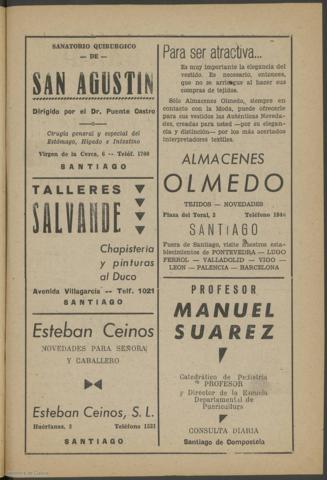 SANATORIO QUIRURGICO
— DE —
SAN AGUSTIN
Dirigido por el Dr. Puente Castro
Cirugía general y especial del
Estómago, Hígado e Intestino
Virgen de la Cerca, 6 -- Teléf. 1760
SANTIAGO
TALLERES
SALVANDE
Chapistería
y pinturas
al Duco
Avenida Villagarcía -- Telf. 1021
SANTIAGO
Esteban Ceinos
NOVEDADES PARA SEÑORA
Y CABALLERO
Esteban Ceinos, S.L.
Huérfanas, 3 Teléfono 1531
SANTIAGO
Para ser atractiva...
Es muy importante la elegancia del
vestido. Es necesario, entonces,
que no se arriesgue al hacer sus
compras de tejidos.
Sólo Almacenes Olmedo, siempre en
contacto con la Moda, puede ofrecerle
para sus vestidos las Auténticas Noveda-
des, creadas para usted —por su elegan-
cia y distinción— por los más acertados
interpretadores textiles.
ALMACENES
OLMEDO
TEJIDOS — NOVEDADES
Plaza del Toral, 2 Teléfono
SANTIAGO
Fuera de Santiago, visite nuestros esta-
blecimientos de PONTEVEDRA — LUGO
FERROL — VALLADOLID — VIGO —
LEON — PALENCIA — BARCELONA
PROFESOR
MANUEL
SUAREZ
Catedrático de Pediatría
PROFESOR
y Director de la Escuela
Departamental de
Puericultura
CONSULTA DIARIA
Santiago de Compostela